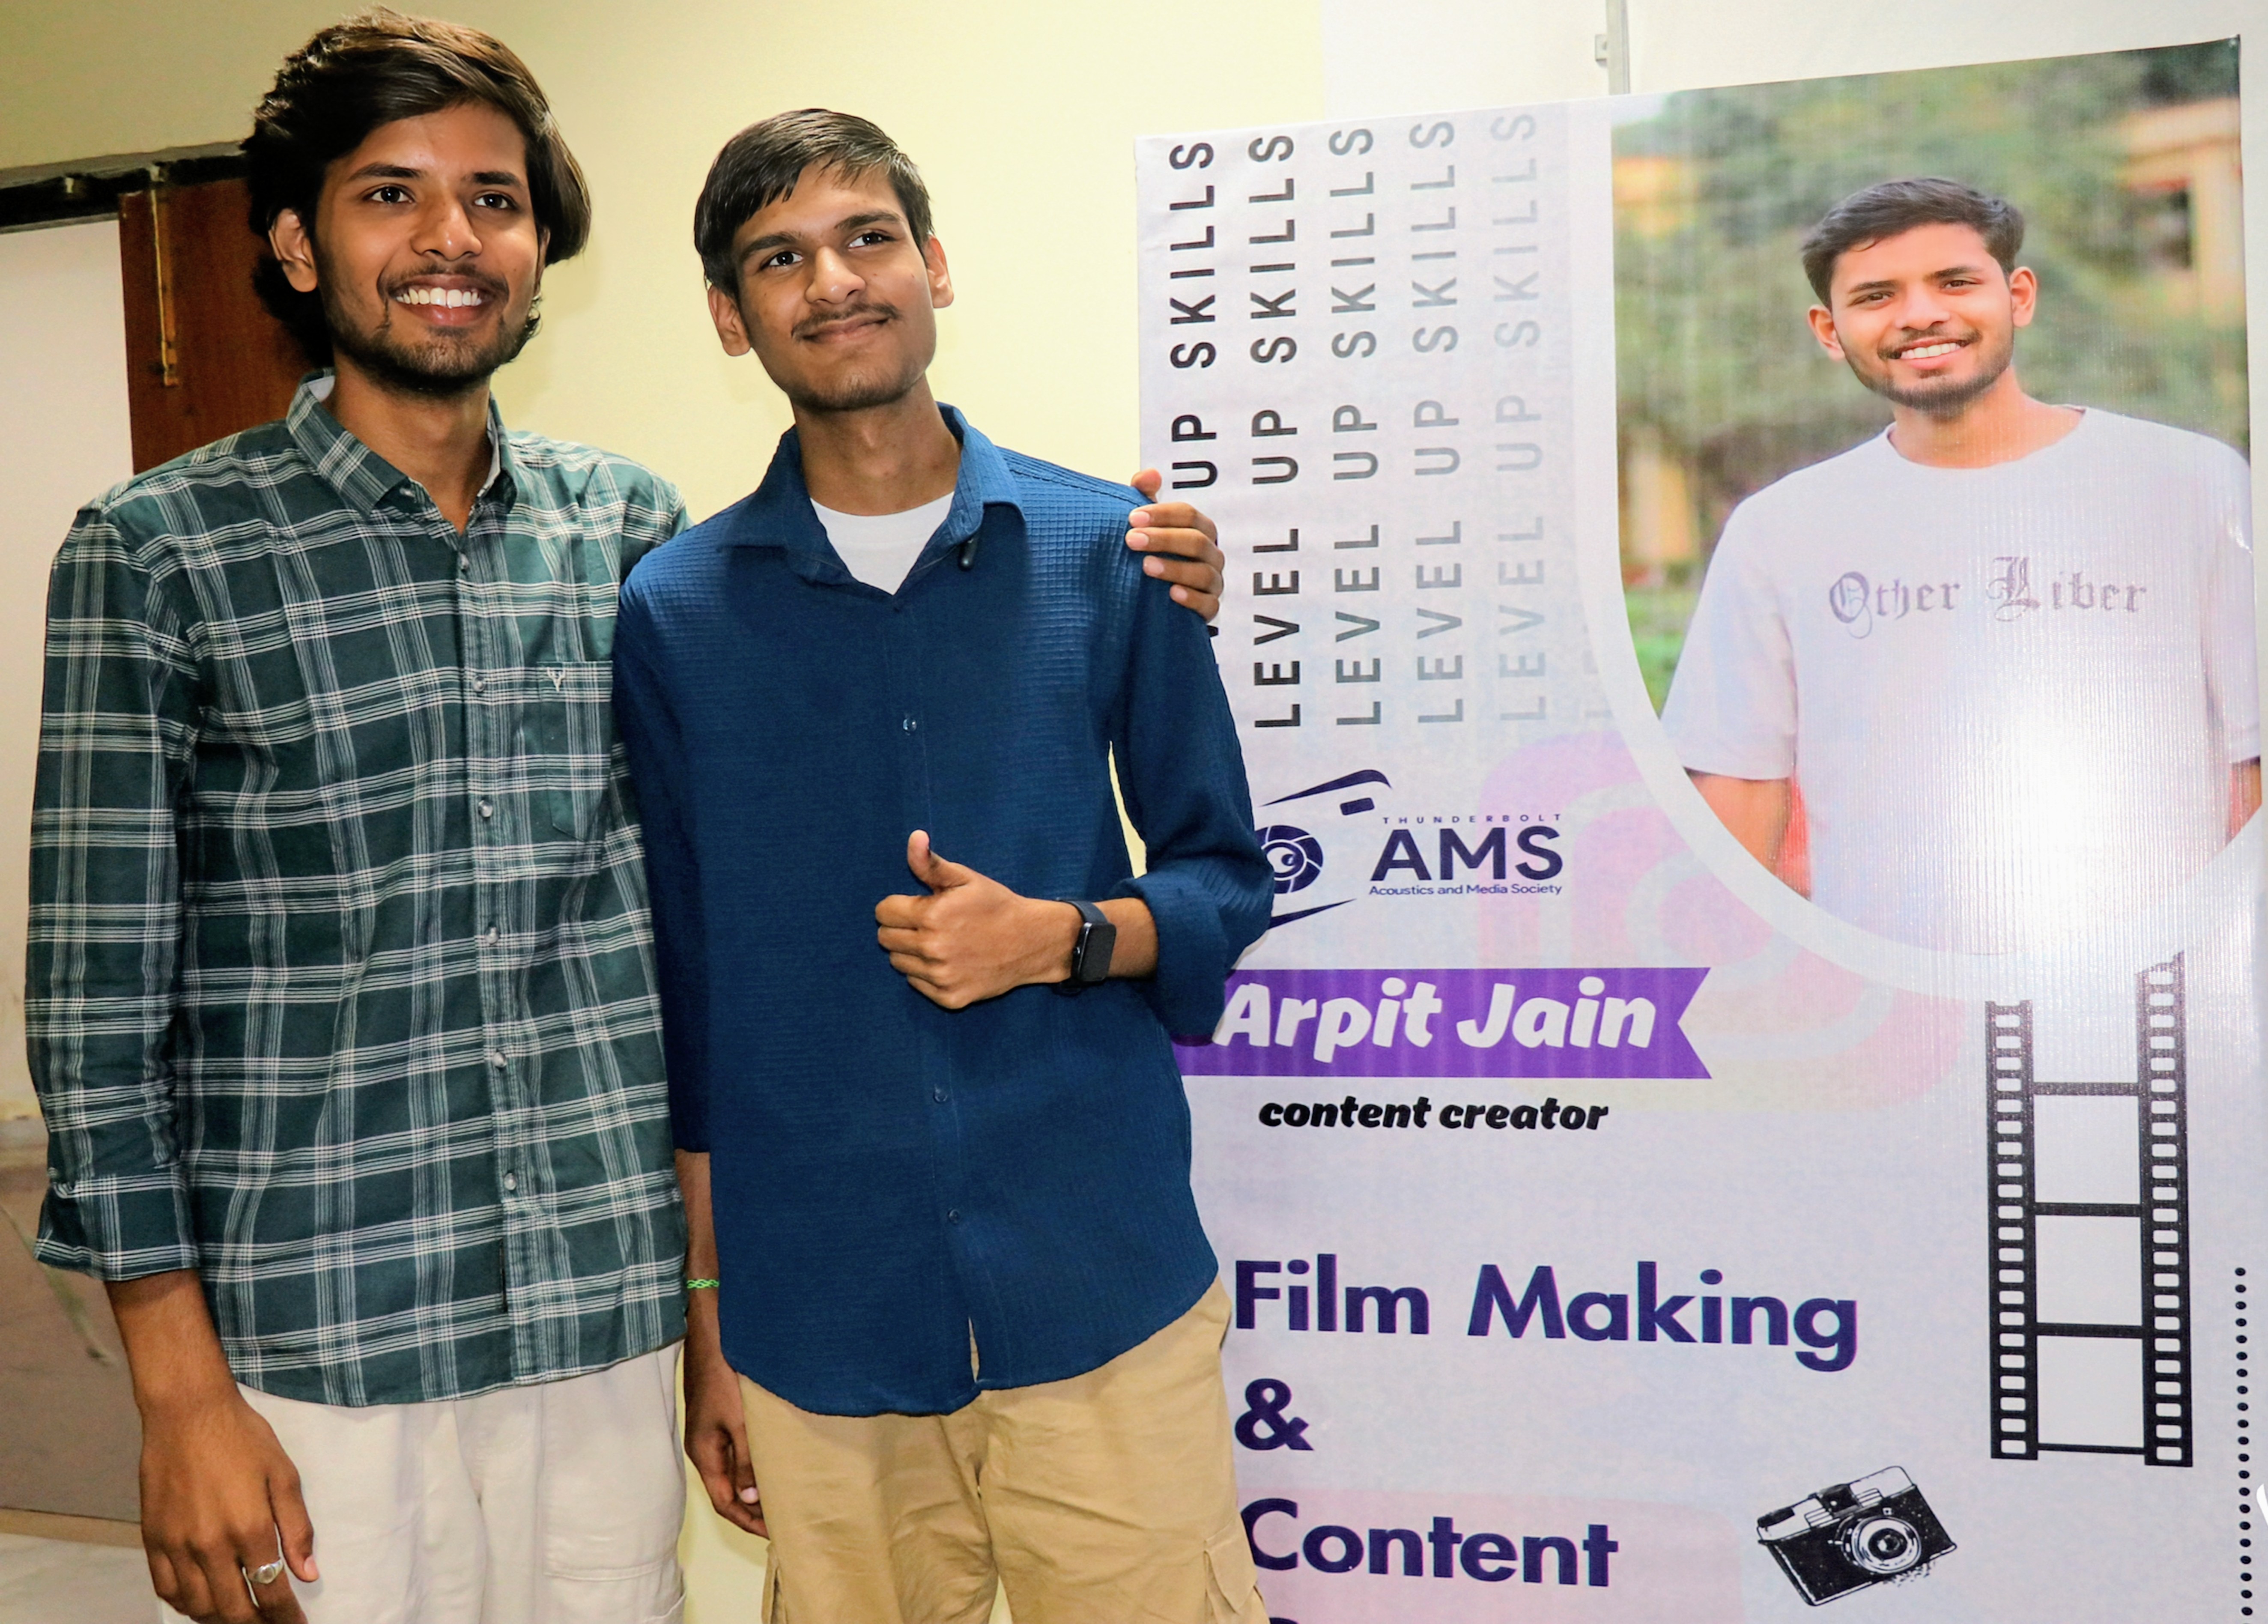 LEVEL UP SKILLS
LEVEL UP SKILLS
LEVEL UP SKILLS
LEVEL UP SKILLS
UP SKILLS
Other Liber
THUNDERBOLT
AMS
Acoustics and Media Society
Arpit Jain
content creator
Film Making
&
Content